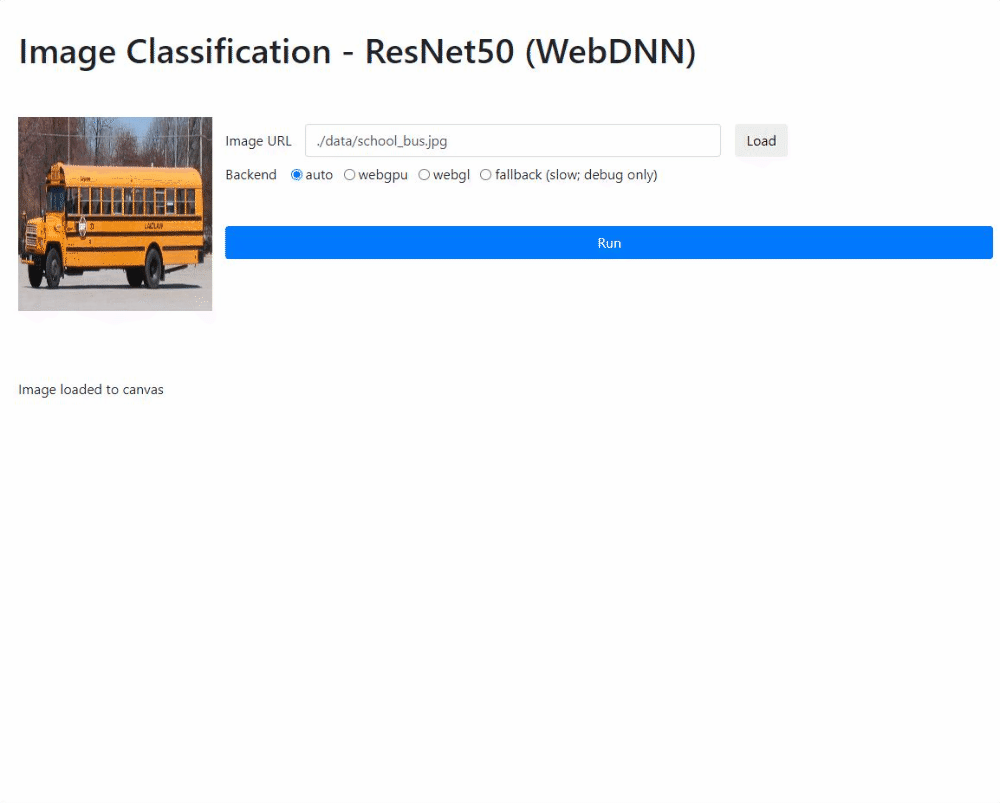 Image Classification - ResNet50 (WebDNN)
Image URL ./data/school_bus.jpg Load
Backend auto webgpu webgl fallback (slow; debug only)
Run
Image loaded to canvas